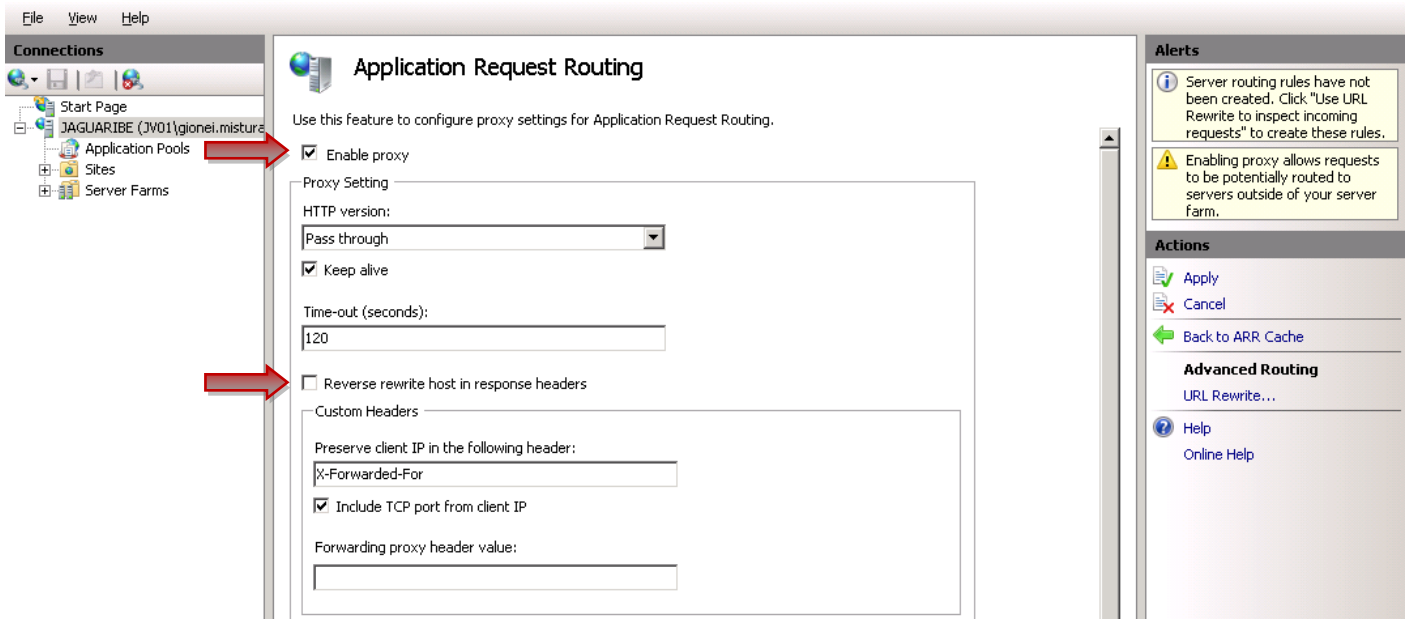 File View Help
Connections
Start Page
JAGUARIBE (JV01\gionei.mistura
Application Pools
Sites
Server Farms
Application Request Routing
Use this feature to configure proxy settings for Application Request Routing.
Enable proxy
Proxy Setting
HTTP version:
Pass through
Keep alive
Time-out (seconds):
120
Reverse rewrite host in response headers
Custom Headers
Preserve client IP in the following header:
X-Forwarded-For
Include TCP port from client IP
Forwarding proxy header value:
Alerts
Server routing rules have not
been created. Click "Use URL
Rewrite to inspect incoming
requests" to create these rules.
Enabling proxy allows requests
to be potentially routed to
servers outside of your server
farm.
Actions
Apply
Cancel
Back to ARR Cache
Advanced Routing
URL Rewrite...
Help
Online Help